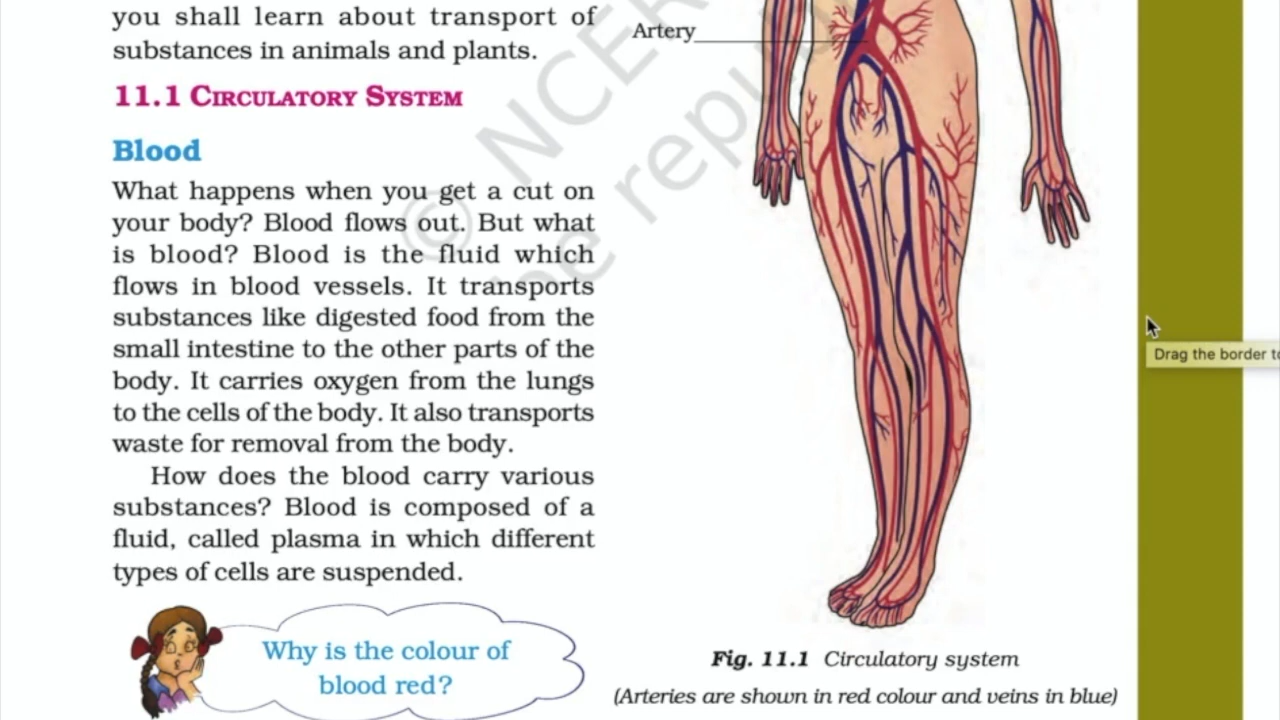 you shall learn about transport of
substances in animals and plants.
11.1 CIRCULATORY SYSTEM
Blood
What happens when you get a cut on
your body? Blood flows out. But what
is blood? Blood is the fluid which
flows in blood vessels. It transports
substances like digested food from the
small intestine to the other parts of the
body. It carries oxygen from the lungs
to the cells of the body. It also transports
waste for removal from the body.
How does the blood carry various
substances? Blood is composed of a
fluid, called plasma in which different
types of cells are suspended.
Why is the colour of
blood red?
Artery
Fig. 11.1 Circulatory system
(Arteries are shown in red colour and veins in blue)
Drag the border to
© NCER
be repu